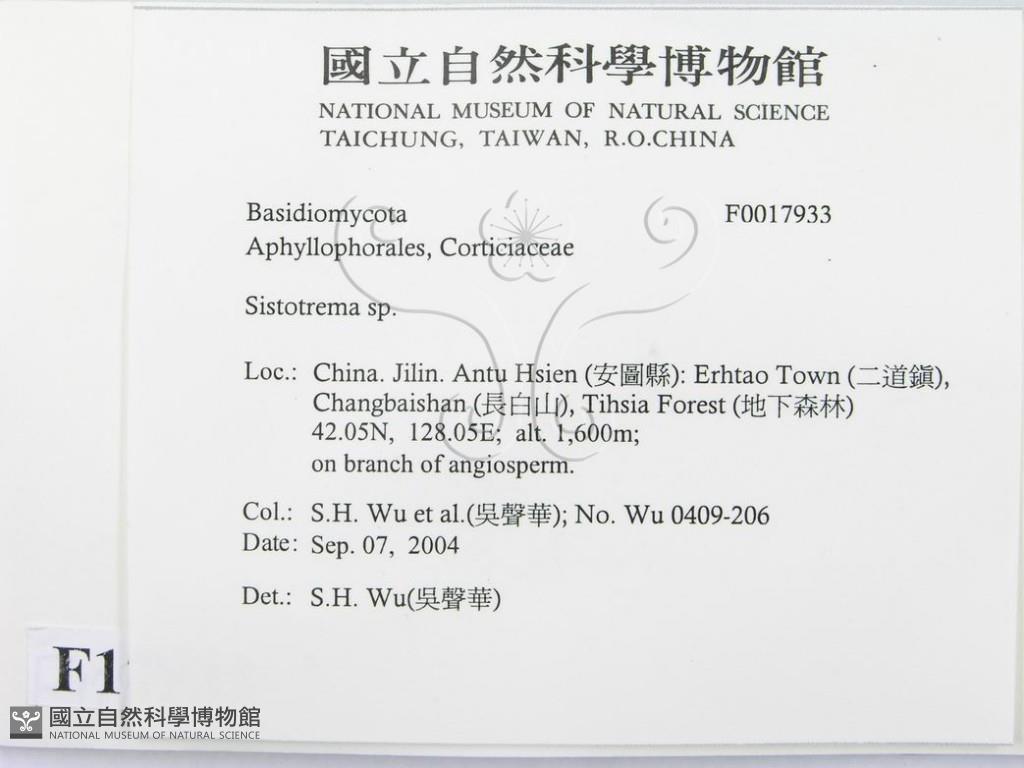 國立自然科學博物館
NATIONAL MUSEUM OF NATURAL SCIENCE
TAICHUNG, TAIWAN, R.O.CHINA
Basidiomycota F0017933
Aphyllophorales, Corticiaceae
Sistotrema sp.
Loc.: China. Jilin. Antu Hsien (安圖縣): Erhtao Town (二道鎮),
Changbaishan (長白山), Tihsia Forest (地下森林)
42.05N, 128.05E; alt. 1,600m;
on branch of angiosperm.
Col.: S.H. Wu et al.(吳聲華); No. Wu 0409-206
Date: Sep. 07, 2004
Det.: S.H. Wu(吳聲華)
F1
國立自然科學博物館
NATIONAL MUSEUM OF NATURAL SCIENCE